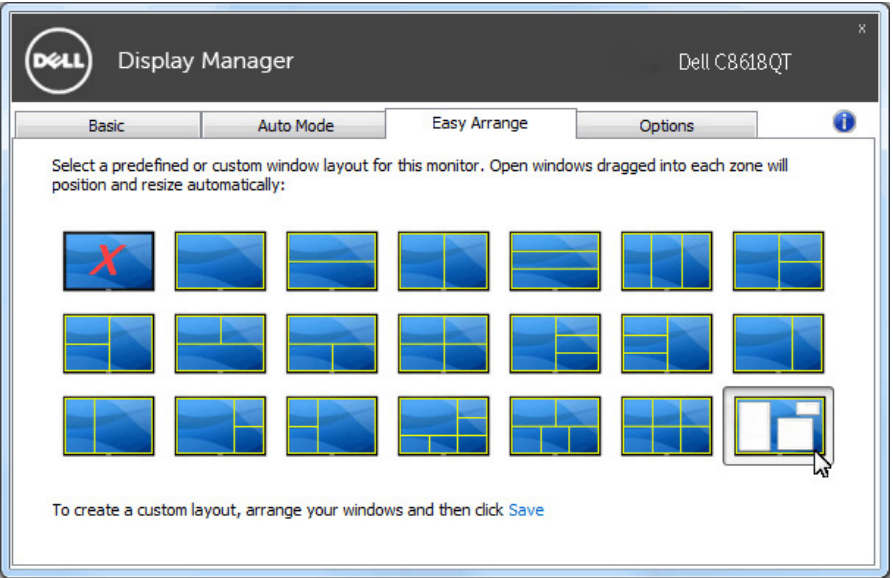 DELL
Display Manager
Dell C8618QT
x
Basic
Auto Mode
Easy Arrange
Options
i
Select a predefined or custom window layout for this monitor. Open windows dragged into each zone will
position and resize automatically:
X
To create a custom layout, arrange your windows and then click Save